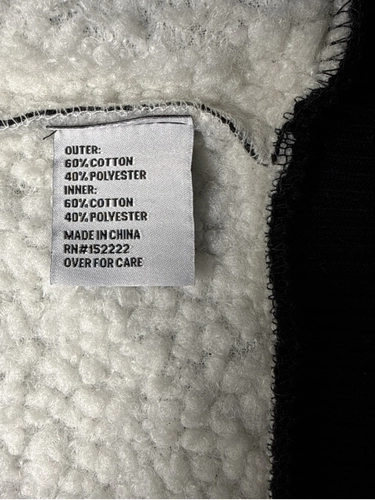 OUTER:
60% COTTON
40% POLYESTER
INNER:
60% COTTON
40% POLYESTER
MADE IN CHINA
RN#152222
OVER FOR CARE